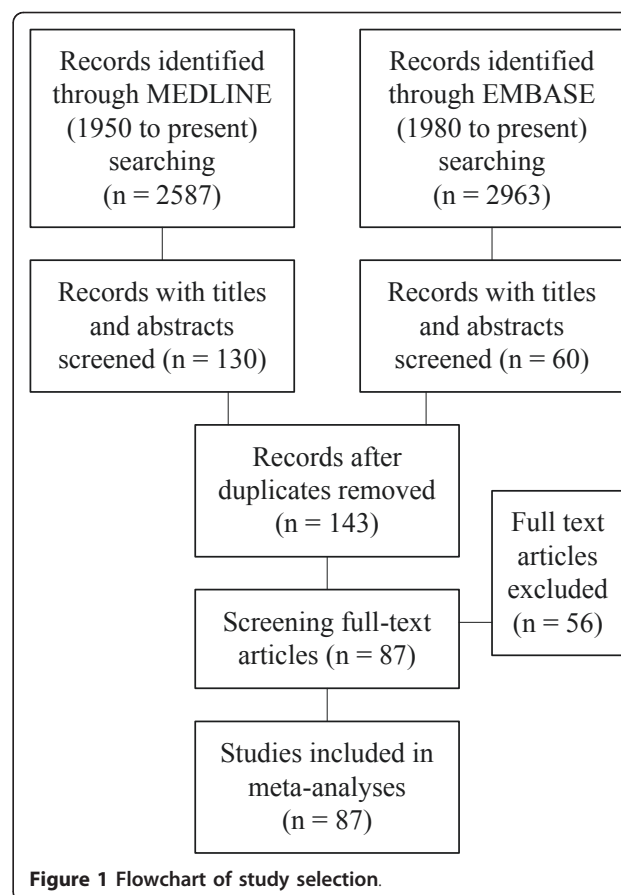 Records identified
through MEDLINE
(1950 to present)
searching
(n = 2587)
Records identified
through EMBASE
(1980 to present)
searching
(n = 2963)
Records with titles
and abstracts
screened (n = 130)
Records with titles
and abstracts
screened (n = 60)
Records after
duplicates removed
(n = 143)
Full text
articles
excluded
(n = 56)
Screening full-text
articles (n = 87)
Studies included in
meta-analyses
(n = 87)
Figure 1 Flowchart of study selection.